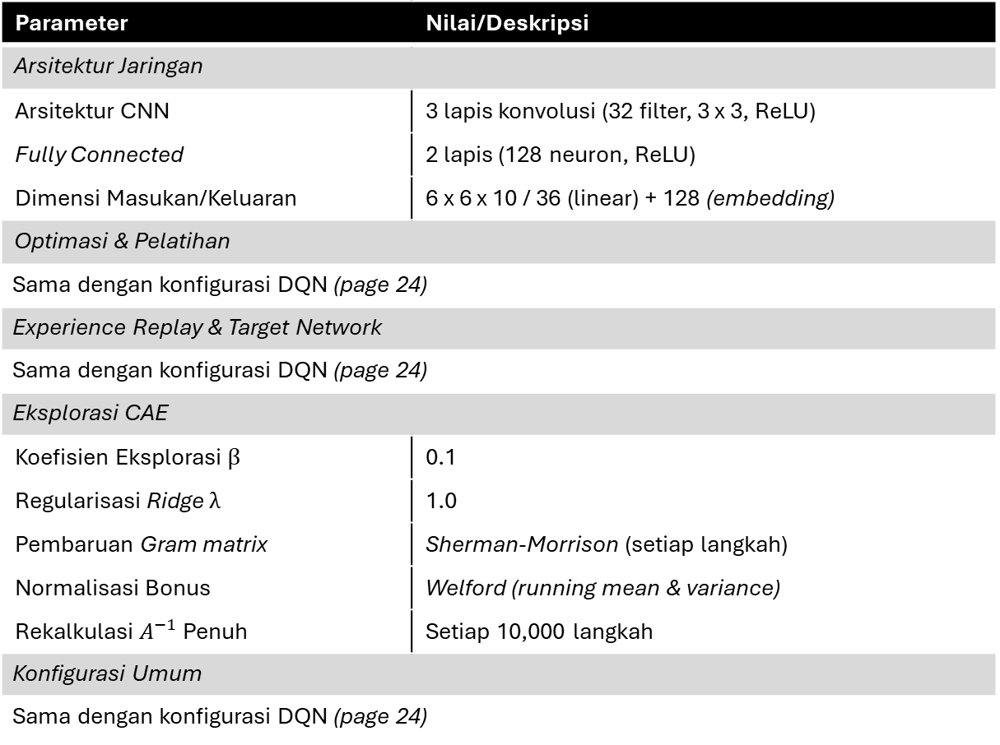 Parameter Nilai/Deskripsi
Arsitektur Jaringan
Arsitektur CNN 3 lapis konvolusi (32 filter, 3 x 3, ReLU)
Fully Connected 2 lapis (128 neuron, ReLU)
Dimensi Masukan/Keluaran 6 x 6 x 10 / 36 (linear) + 128 (embedding)
Optimasi & Pelatihan
Sama dengan konfigurasi DQN (page 24)
Experience Replay & Target Network
Sama dengan konfigurasi DQN (page 24)
Eksplorasi CAE
Koefisien Eksplorasi β 0.1
Regularisasi Ridge λ 1.0
Pembaruan Gram matrix Sherman-Morrison (setiap langkah)
Normalisasi Bonus Welford (running mean & variance)
Rekalkulasi A⁻¹ Penuh Setiap 10,000 langkah
Konfigurasi Umum
Sama dengan konfigurasi DQN (page 24)